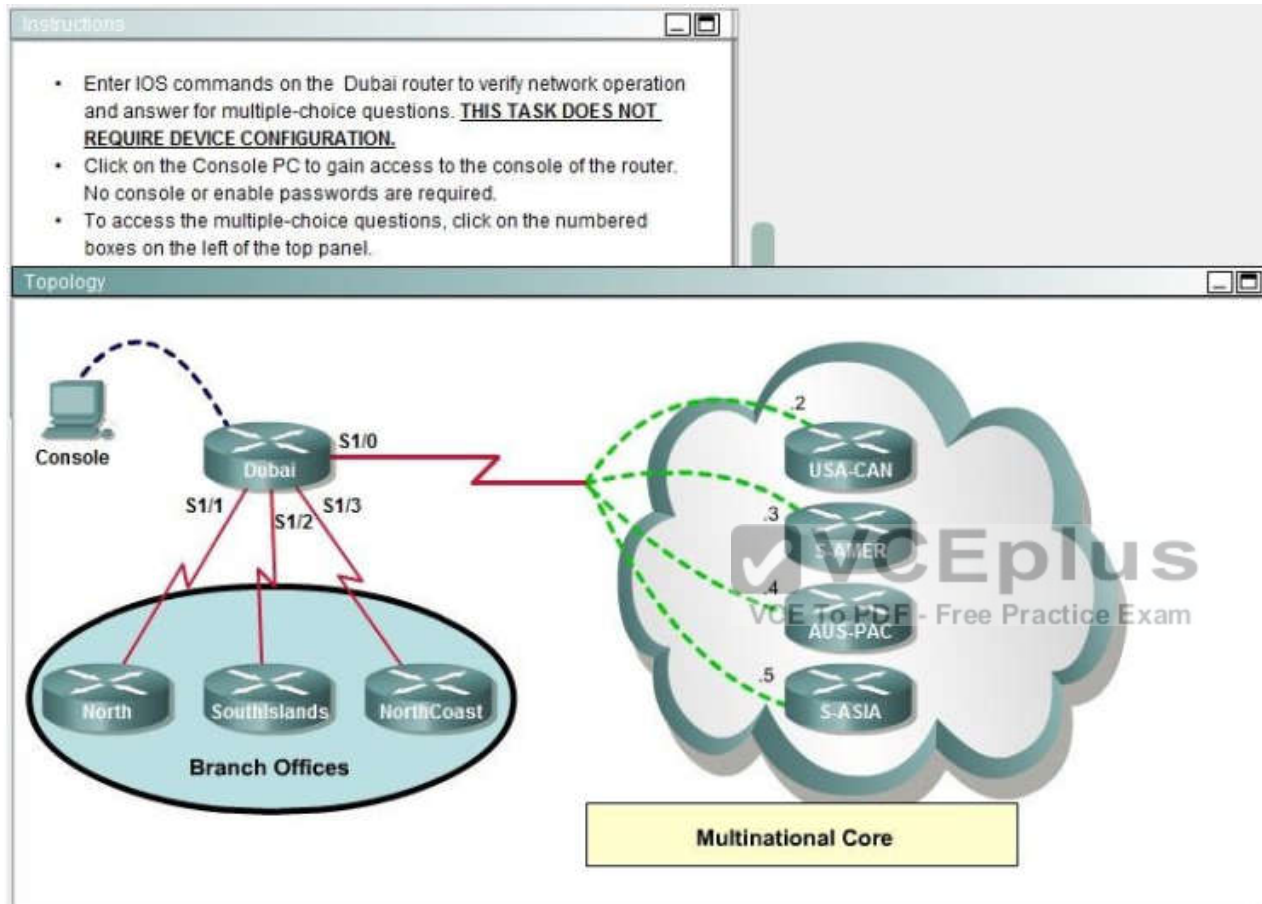 Instructions
• Enter IOS commands on the Dubai router to verify network operation
and answer for multiple-choice questions. THIS TASK DOES NOT
REQUIRE DEVICE CONFIGURATION.
• Click on the Console PC to gain access to the console of the router.
No console or enable passwords are required.
• To access the multiple-choice questions, click on the numbered
boxes on the left of the top panel.
Topology
Console
Dubai
S1/0
S1/1
S1/2
S1/3
North
SouthIslands
NorthCoast
Branch Offices
.2
USA-CAN
.3
S-AMER
.4
AUS-PAC
.5
S-ASIA
VCEplus
VCE To PDF - Free Practice Exam
Multinational Core